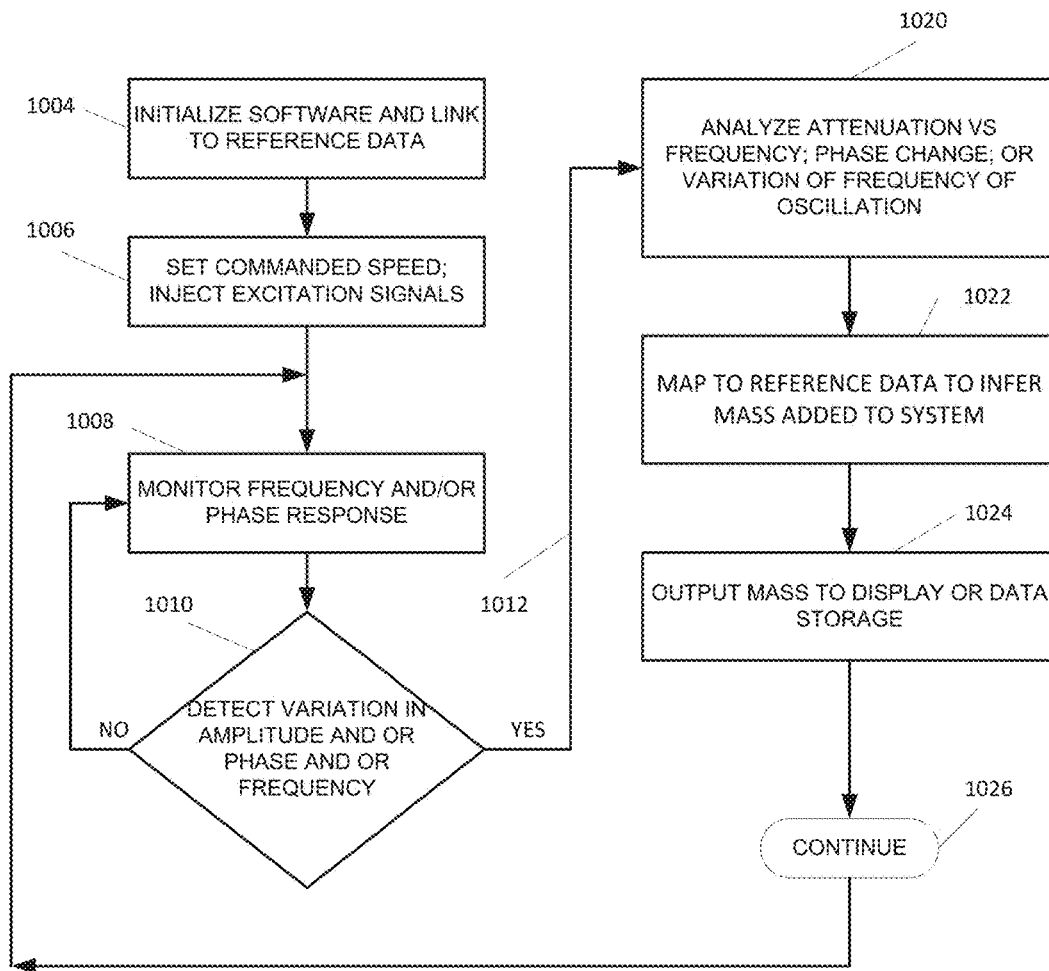 1004
INITIALIZE SOFTWARE AND LINK
TO REFERENCE DATA
1006
SET COMMANDED SPEED;
INJECT EXCITATION SIGNALS
1008
MONITOR FREQUENCY AND/OR
PHASE RESPONSE
1010
DETECT VARIATION IN
AMPLITUDE AND OR
PHASE AND OR
FREQUENCY
NO
YES
1012
1020
ANALYZE ATTENUATION VS
FREQUENCY; PHASE CHANGE; OR
VARIATION OF FREQUENCY OF
OSCILLATION
1022
MAP TO REFERENCE DATA TO INFER
MASS ADDED TO SYSTEM
1024
OUTPUT MASS TO DISPLAY OR DATA
STORAGE
1026
CONTINUE